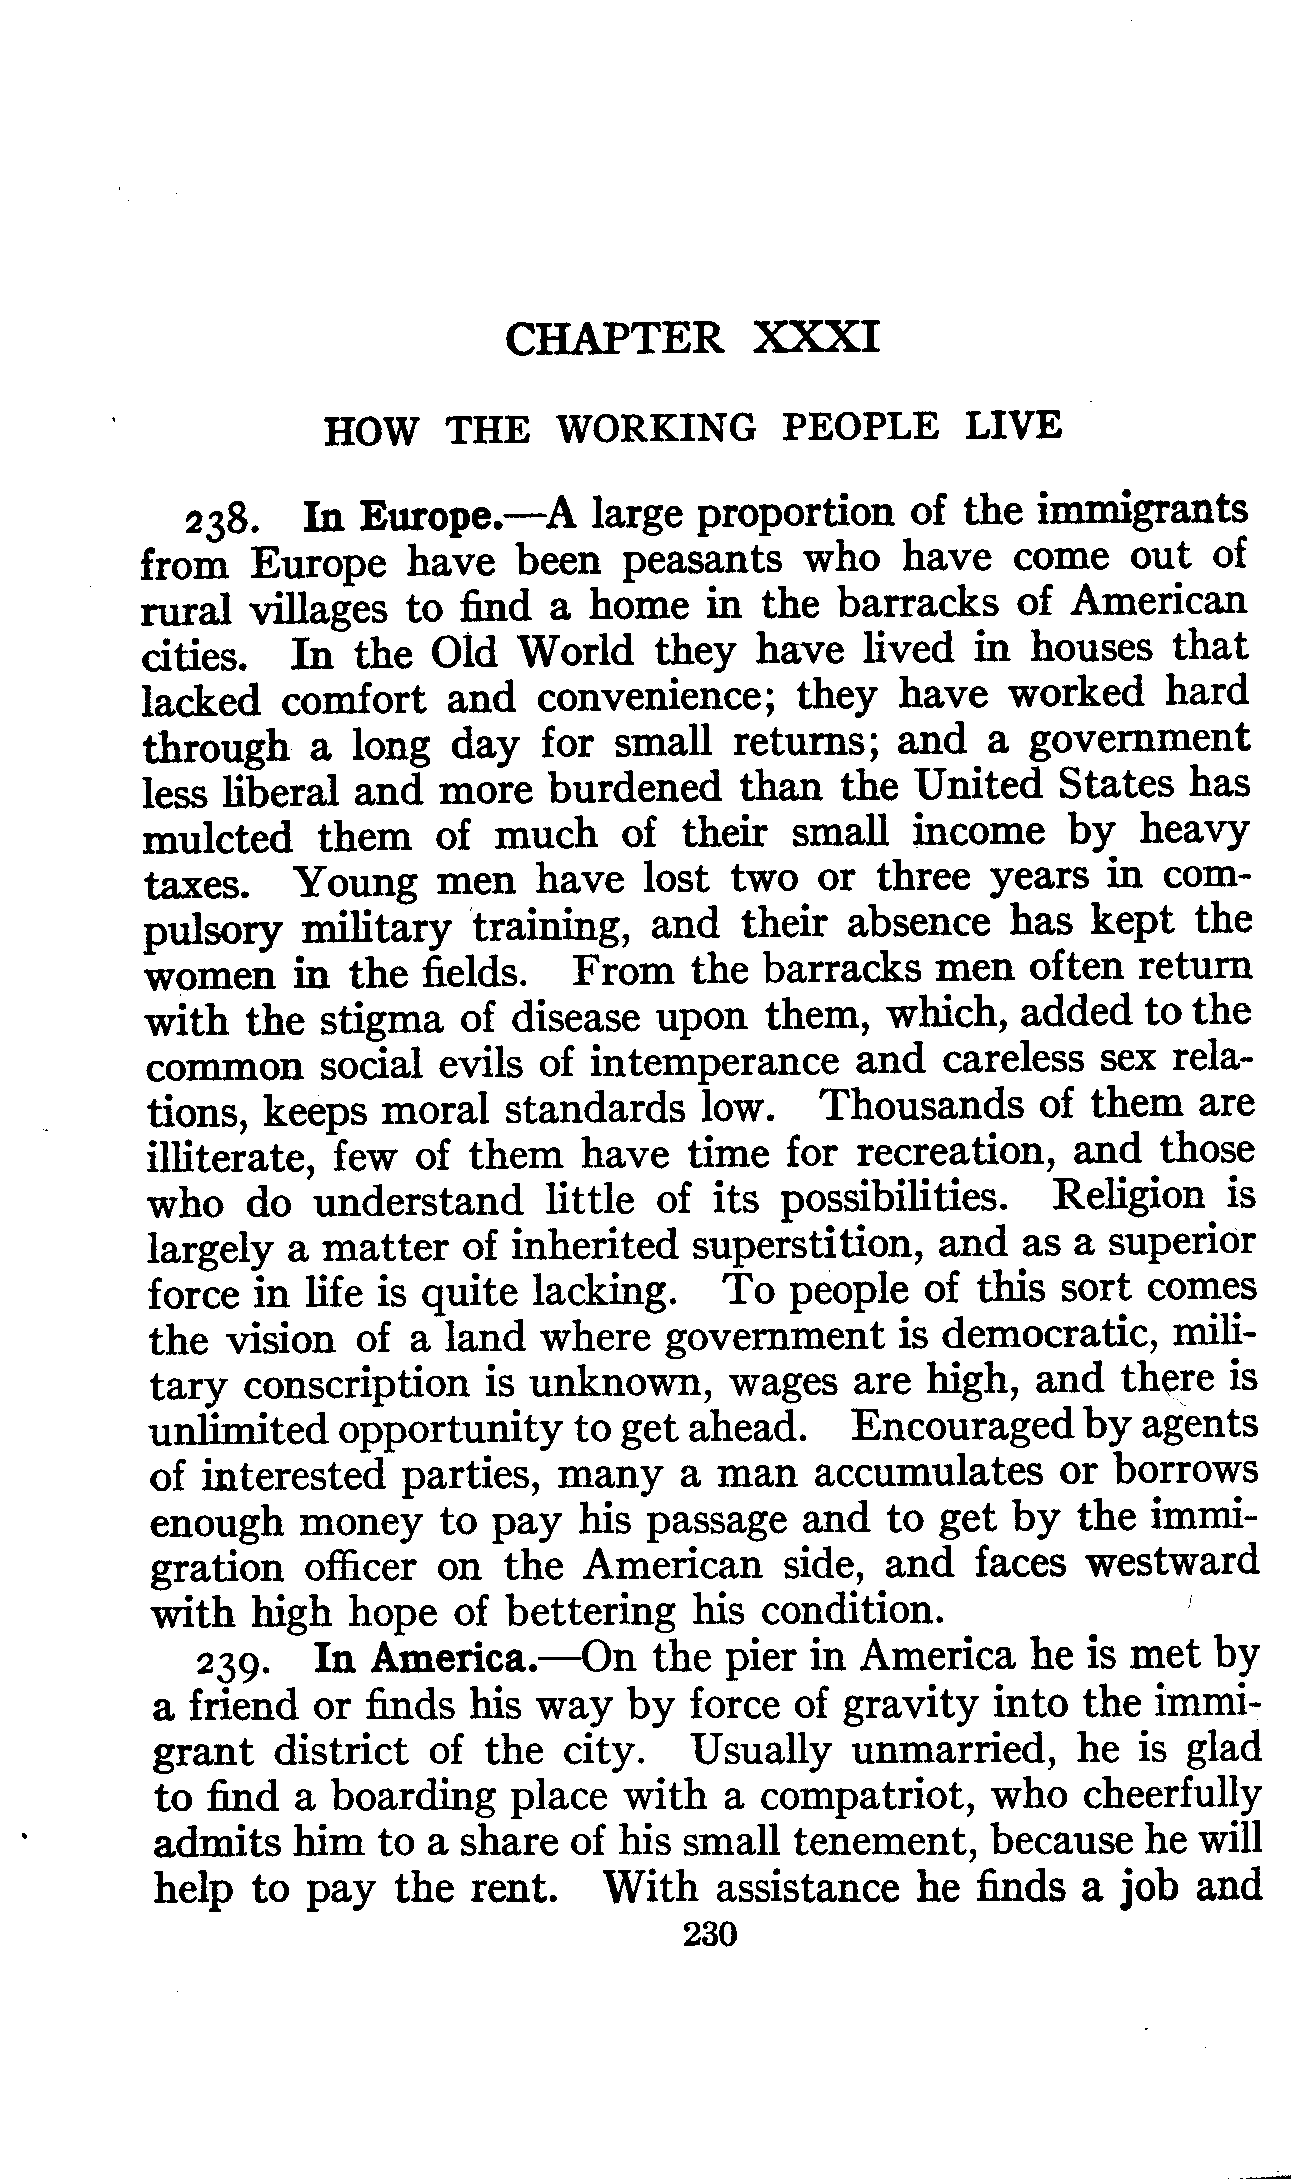 CHAPTER XXXI
HOW THE WORKING PEOPLE LIVE
238. In Europe.—A large proportion of the immigrants
from Europe have been peasants who have come out of
rural villages to find a home in the barracks of American
cities. In the Old World they have lived in houses that
lacked comfort and convenience; they have worked hard
through a long day for small returns; and a government
less liberal and more burdened than the United States has
mulcted them of much of their small income by heavy
taxes. Young men have lost two or three years in com-
pulsory military training, and their absence has kept the
women in the fields. From the barracks men often return
with the stigma of disease upon them, which, added to the
common social evils of intemperance and careless sex rela-
tions, keeps moral standards low. Thousands of them are
illiterate, few of them have time for recreation, and those
who do understand little of its possibilities. Religion is
largely a matter of inherited superstition, and as a superior
force in life is quite lacking. To people of this sort comes
the vision of a land where government is democratic, mili-
tary conscription is unknown, wages are high, and there is
unlimited opportunity to get ahead. Encouraged by agents
of interested parties, many a man accumulates or borrows
enough money to pay his passage and to get by the immi-
gration officer on the American side, and faces westward
with high hope of bettering his condition.
239. In America.—On the pier in America he is met by
a friend or finds his way by force of gravity into the immi-
grant district of the city. Usually unmarried, he is glad
to find a boarding place with a compatriot, who cheerfully
admits him to a share of his small tenement, because he will
help to pay the rent. With assistance he finds a job and
230